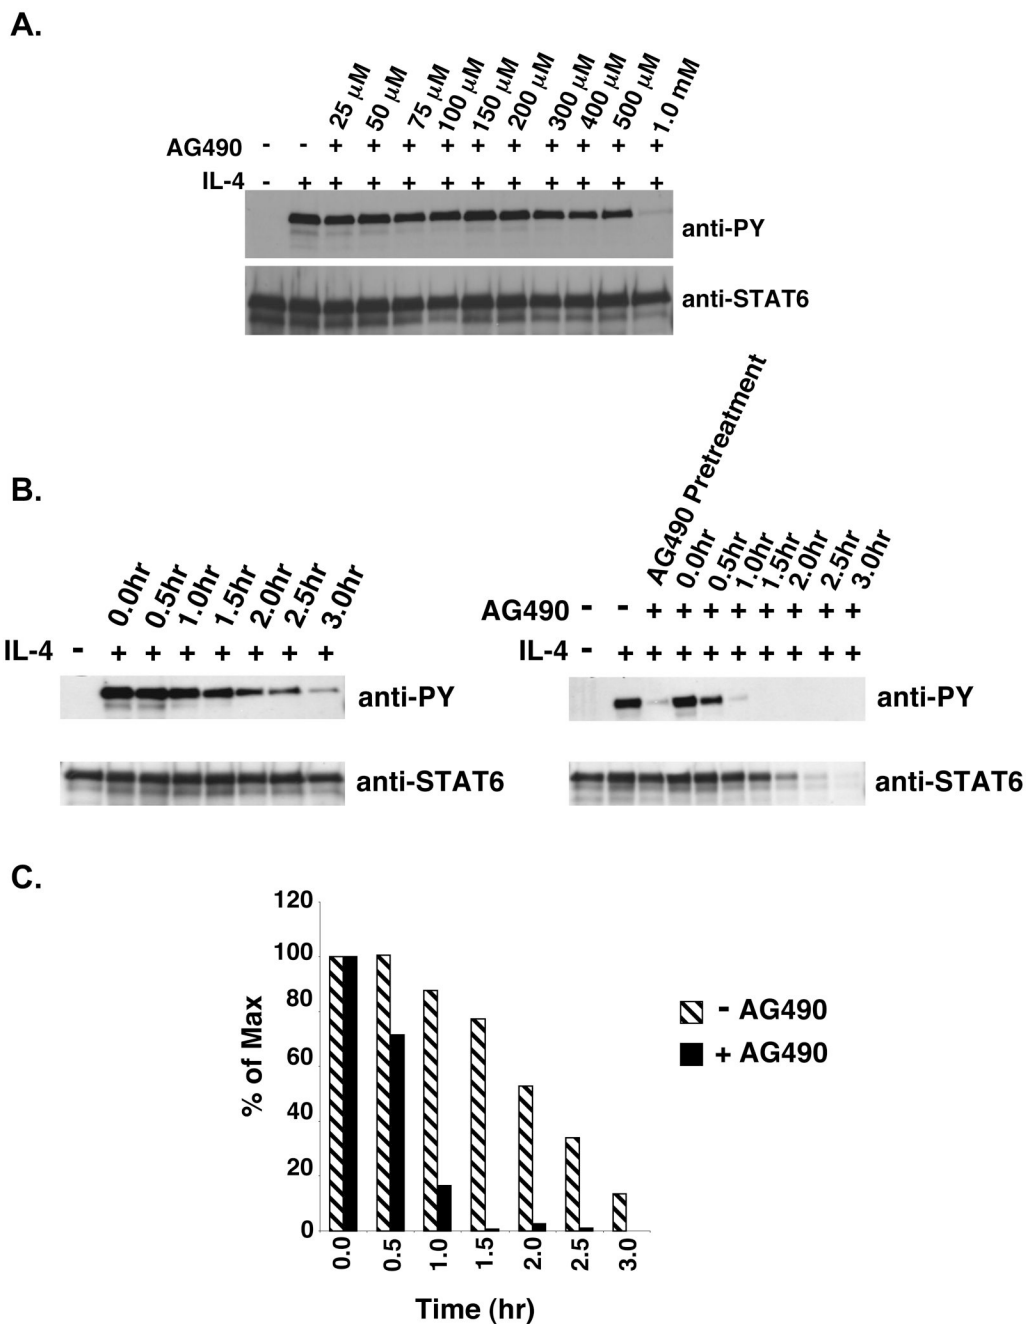 A.
25 µM 50 µM 75 µM 100 µM 150 µM 200 µM 300 µM 400 µM 500 µM 1.0 mM
AG490 - - + + + + + + + + + +
IL-4 - + + + + + + + + + + +
anti-PY
anti-STAT6
B.
0.0hr 0.5hr 1.0hr 1.5hr 2.0hr 2.5hr 3.0hr
IL-4 - + + + + + + +
anti-PY
anti-STAT6
AG490 Pretreatment 0.0hr 0.5hr 1.0hr 1.5hr 2.0hr 2.5hr 3.0hr
AG490 - - + + + + + + + +
IL-4 - + + + + + + + + +
anti-PY
anti-STAT6
C.
120
100
80
60
40
20
0
% of Max
0.0 0.5 1.0 1.5 2.0 2.5 3.0
Time (hr)
- AG490
+ AG490